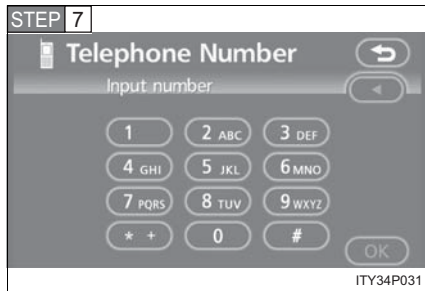 STEP 7
Telephone Number
Input number
1 2 ABC 3 DEF
4 GHI 5 JKL 6 MNO
7 PQRS 8 TUV 9 WXYZ
* + 0 #
OK
ITY34P031